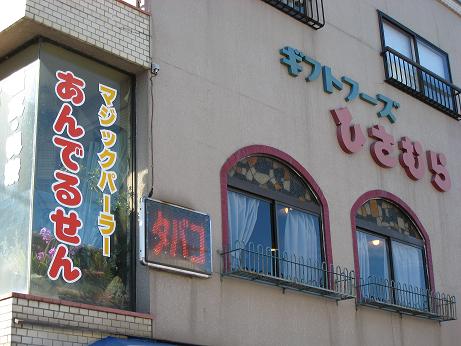 マジックパーラー
あんでるせん
タバコ
ギフトフーズ
ひさむら